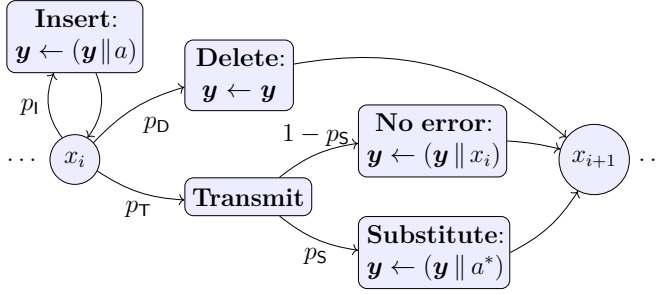 Insert:
y ← (y ∥ a)
Delete:
y ← y
p_I
p_D
1 − p_S
No error:
y ← (y ∥ x_i)
⋯ x_i
x_{i+1} ⋯
p_T
Transmit
p_S
Substitute:
y ← (y ∥ a*)